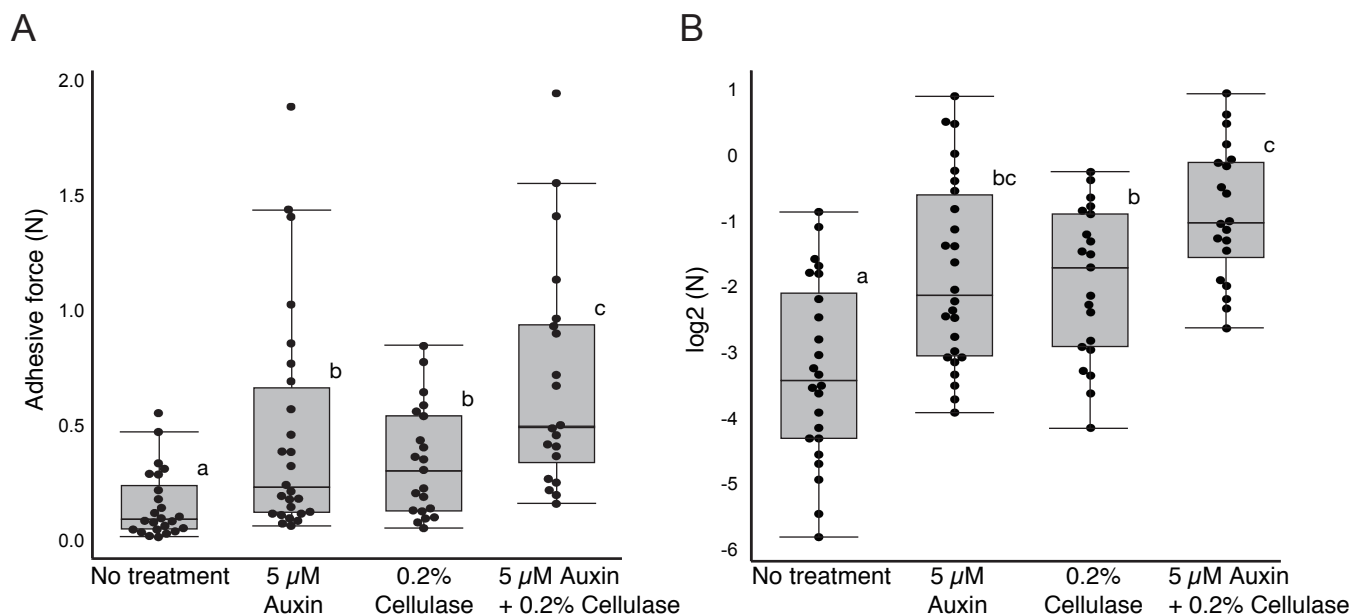 A
Adhesive force (N)
2.0
1.5
1.0
0.5
0.0
a
b
b
c
No treatment
5 µM
Auxin
0.2%
Cellulase
5 µM Auxin
+ 0.2% Cellulase
B
log2 (N)
1
0
-1
-2
-3
-4
-5
-6
a
bc
b
c
No treatment
5 µM
Auxin
0.2%
Cellulase
5 µM Auxin
+ 0.2% Cellulase